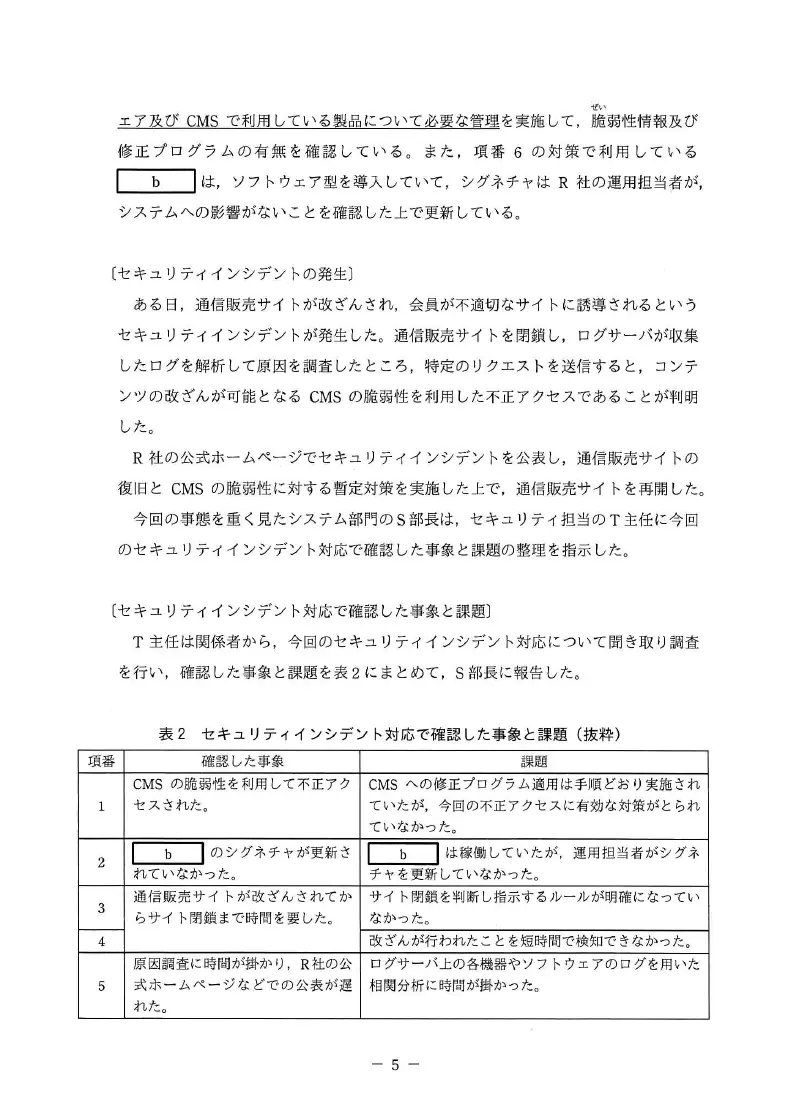 ぜい
ェア及び CMS で利用している製品について必要な管理を実施して，脆弱性情報及び
修正プログラムの有無を確認している。また，項番 6 の対策で利用している
b は，ソフトウェア型を導入していて，シグネチャは R 社の運用担当者が，
システムへの影響がないことを確認した上で更新している。
〔セキュリティインシデントの発生〕
ある日，通信販売サイトが改ざんされ，会員が不適切なサイトに誘導されるという
セキュリティインシデントが発生した。通信販売サイトを閉鎖し，ログサーバが収集
したログを解析して原因を調査したところ，特定のリクエストを送信すると，コンテ
ンツの改ざんが可能となる CMS の脆弱性を利用した不正アクセスであることが判明
した。
R 社の公式ホームページでセキュリティインシデントを公表し，通信販売サイトの
復旧と CMS の脆弱性に対する暫定対策を実施した上で，通信販売サイトを再開した。
今回の事態を重く見たシステム部門のS部長は，セキュリティ担当のT主任に今回
のセキュリティインシデント対応で確認した事象と課題の整理を指示した。
〔セキュリティインシデント対応で確認した事象と課題〕
T 主任は関係者から，今回のセキュリティインシデント対応について聞き取り調査
を行い，確認した事象と課題を表2にまとめて，S部長に報告した。
表2 セキュリティインシデント対応で確認した事象と課題（抜粋）
項番 確認した事象 課題
1
CMS の脆弱性を利用して不正アク
セスされた。
CMS への修正プログラム適用は手順どおり実施され
ていたが，今回の不正アクセスに有効な対策がとられ
ていなかった。
2
b のシグネチャが更新さ
れていなかった。
b は稼働していたが，運用担当者がシグネ
チャを更新していなかった。
3
通信販売サイトが改ざんされてか
らサイト閉鎖まで時間を要した。
サイト閉鎖を判断し指示するルールが明確になってい
なかった。
4
改ざんが行われたことを短時間で検知できなかった。
5
原因調査に時間が掛かり，R社の公
式ホームページなどでの公表が遅
れた。
ログサーバ上の各機器やソフトウェアのログを用いた
相関分析に時間が掛かった。
－ 5 －